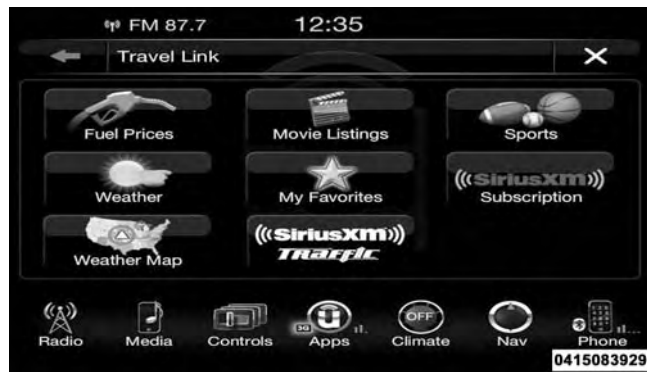 FM 87.7 12:35
Travel Link
Fuel Prices Movie Listings Sports
Weather My Favorites ((SiriusXM)) Subscription
Weather Map ((SiriusXM)) Traffic
3G OFF
Radio Media Controls Apps Climate Nav Phone
0415083929